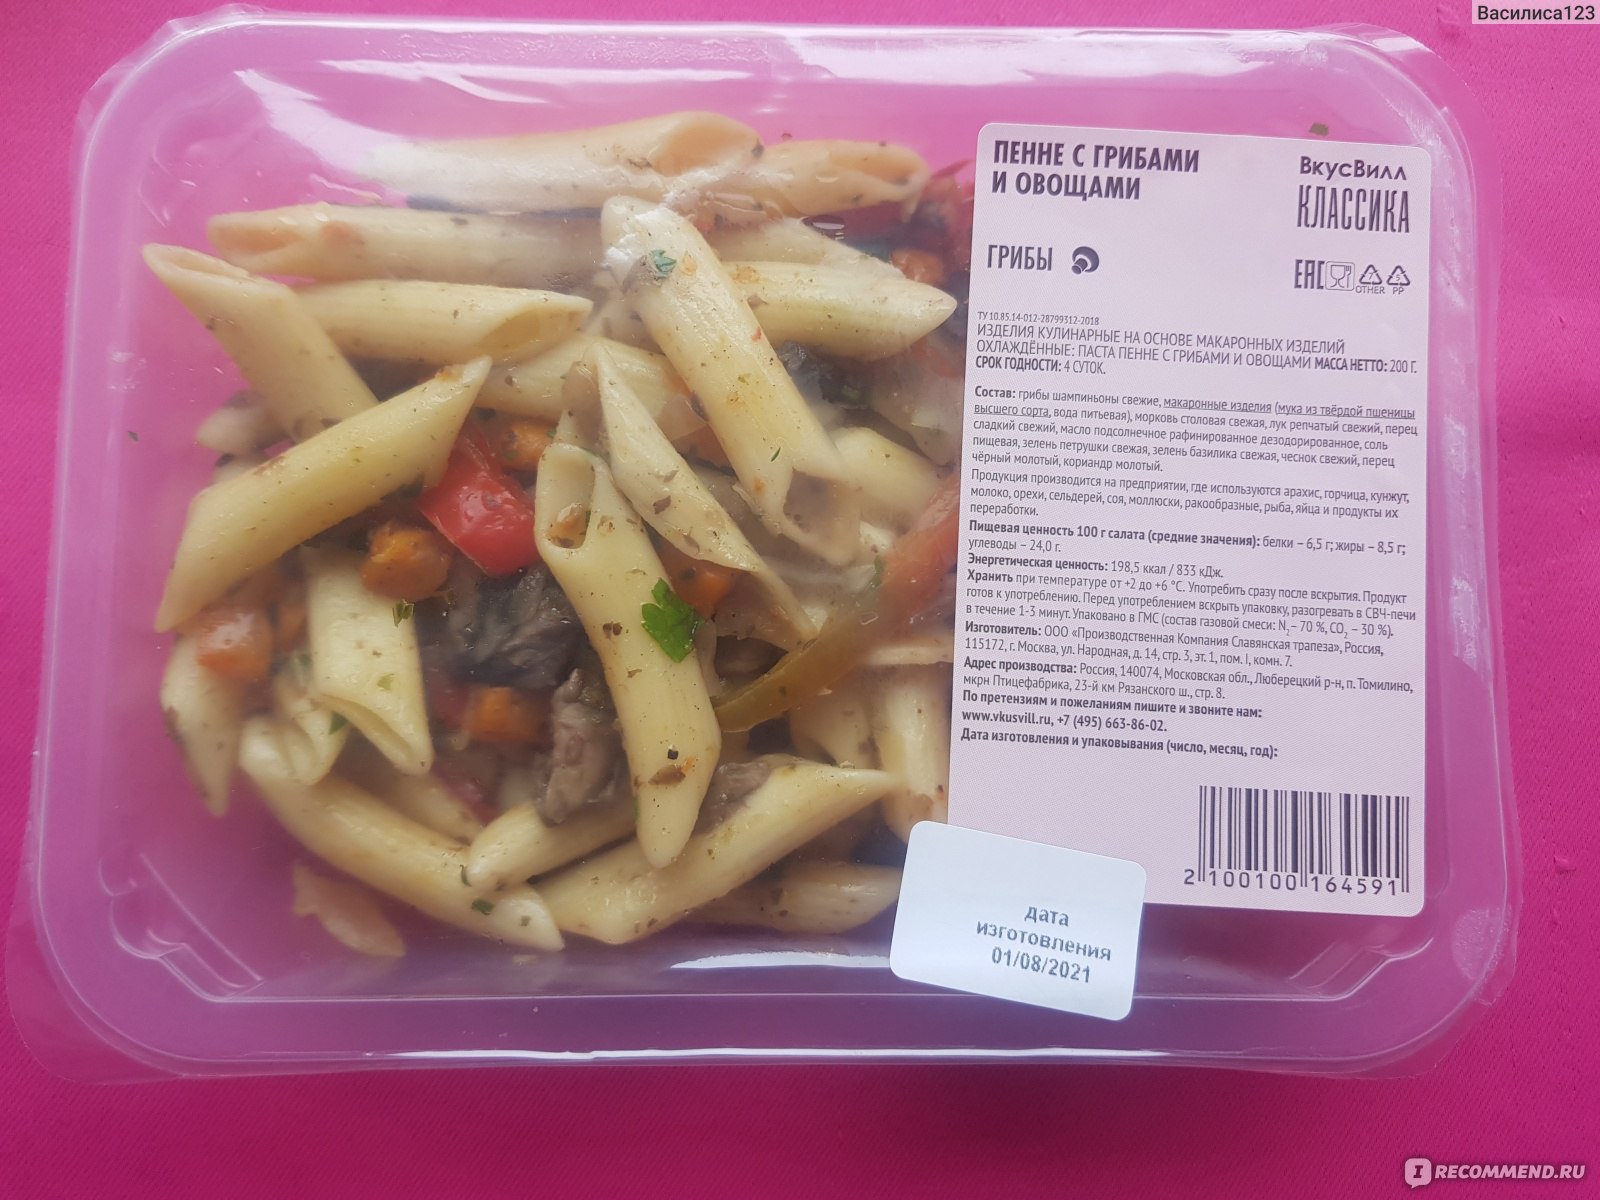 Василиса123
ПЕННЕ С ГРИБАМИ
И ОВОЩАМИ
ВкусВилл
КЛАССИКА
ГРИБЫ
EAC
7
OTHER
5
PP
ТУ 10.85.14-012-28799312-2018
ИЗДЕЛИЯ КУЛИНАРНЫЕ НА ОСНОВЕ МАКАРОННЫХ ИЗДЕЛИЙ
ОХЛАЖДЁННЫЕ: ПАСТА ПЕННЕ С ГРИБАМИ И ОВОЩАМИ МАССА НЕТТО: 200 Г.
СРОК ГОДНОСТИ: 4 СУТОК.
Состав: грибы шампиньоны свежие, макаронные изделия (мука из твёрдой пшеницы
высшего сорта, вода питьевая), морковь столовая свежая, лук репчатый свежий, перец
сладкий свежий, масло подсолнечное рафинированное дезодорированное, соль
пищевая, зелень петрушки свежая, зелень базилика свежая, чеснок свежий, перец
чёрный молотый, кориандр молотый.
Продукция производится на предприятии, где используются арахис, горчица, кунжут,
молоко, орехи, сельдерей, соя, моллюски, ракообразные, рыба, яйца и продукты их
переработки.
Пищевая ценность 100 г салата (средние значения): белки – 6,5 г; жиры – 8,5 г;
углеводы – 24,0 г.
Энергетическая ценность: 198,5 ккал / 833 кДж.
Хранить при температуре от +2 до +6 °С. Употребить сразу после вскрытия. Продукт
готов к употреблению. Перед употреблением вскрыть упаковку, разогревать в СВЧ-печи
в течение 1-3 минут. Упаковано в ГМС (состав газовой смеси: N2 – 70 %, CO2 – 30 %).
Изготовитель: ООО «Производственная Компания Славянская трапеза», Россия,
115172, г. Москва, ул. Народная, д. 14, стр. 3, эт. 1, пом. I, комн. 7.
Адрес производства: Россия, 140074, Московская обл., Люберецкий р-н, п. Томилино,
мкрн Птицефабрика, 23-й км Рязанского ш., стр. 8.
По претензиям и пожеланиям пишите и звоните нам:
www.vkusvill.ru, +7 (495) 663-86-02.
Дата изготовления и упаковывания (число, месяц, год):
2 100100 164591
дата
изготовления
01/08/2021
I RECOMMEND.RU